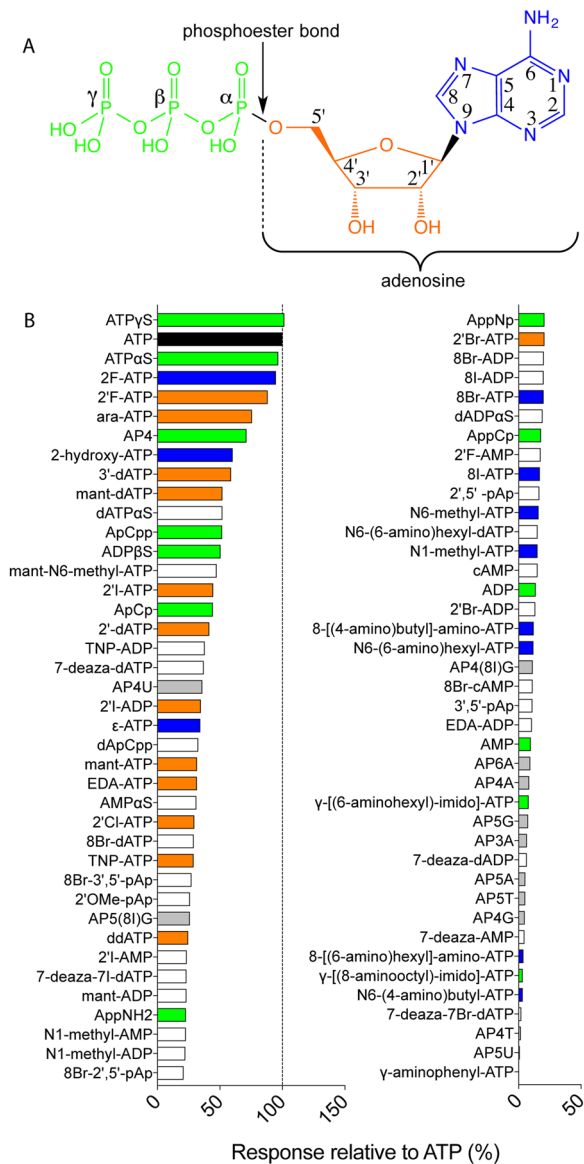 A
phosphoester bond
NH₂
γ
β
α
O
O
O
P
P
P
HO
O
O
O
HO
HO
HO
5'
O
4'
1'
3'
2'
OH
OH
N
7
8
9
N
5
4
6
N
1
2
3
N
adenosine
B
ATPγS
ATP
ATPαS
2F-ATP
2'F-ATP
ara-ATP
AP4
2-hydroxy-ATP
3'-dATP
mant-dATP
dATPαS
ApCpp
ADPβS
mant-N6-methyl-ATP
2'I-ATP
ApCp
2'-dATP
TNP-ADP
7-deaza-dATP
AP4U
2'I-ADP
ε-ATP
dApCpp
mant-ATP
EDA-ATP
AMPαS
2'Cl-ATP
8Br-dATP
TNP-ATP
8Br-3',5'-pAp
2'OMe-pAp
AP5(8I)G
ddATP
2'I-AMP
7-deaza-7I-dATP
mant-ADP
AppNH2
N1-methyl-AMP
N1-methyl-ADP
8Br-2',5'-pAp
0
50
100
150
AppNp
2'Br-ATP
8Br-ADP
8I-ADP
8Br-ATP
dADPαS
AppCp
2'F-AMP
8I-ATP
2',5' -pAp
N6-methyl-ATP
N6-(6-amino)hexyl-dATP
N1-methyl-ATP
cAMP
ADP
2'Br-ADP
8-[(4-amino)butyl]-amino-ATP
N6-(6-amino)hexyl-ATP
AP4(8I)G
8Br-cAMP
3',5'-pAp
EDA-ADP
AMP
AP6A
AP4A
γ-[(6-aminohexyl)-imido]-ATP
AP5G
AP3A
7-deaza-dADP
AP5A
AP5T
AP4G
7-deaza-AMP
8-[(6-amino)hexyl]-amino-ATP
γ-[(8-aminooctyl)-imido]-ATP
N6-(4-amino)butyl-ATP
7-deaza-7Br-dATP
AP4T
AP5U
γ-aminophenyl-ATP
0
50
Response relative to ATP (%)